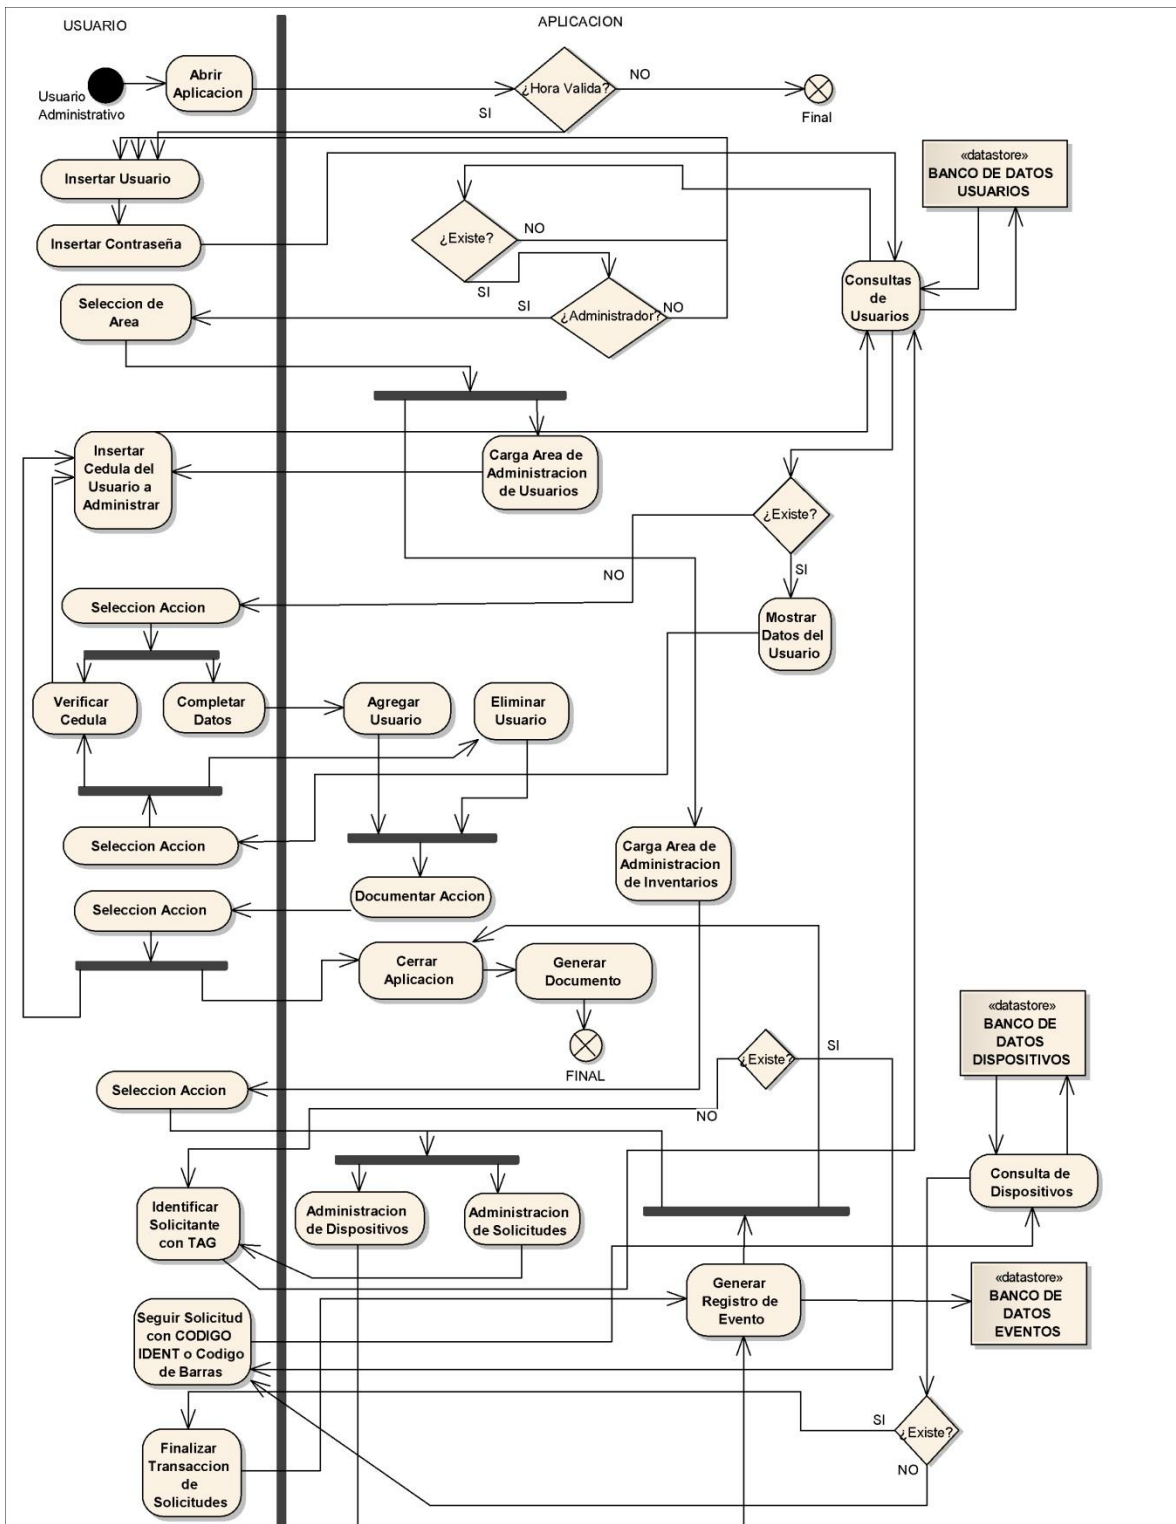 USUARIO
APLICACION
Usuario
Administrativo
Abrir
Aplicacion
¿Hora Valida?
NO
SI
Final
Insertar Usuario
Insertar Contraseña
¿Existe?
NO
SI
«datastore»
BANCO DE DATOS
USUARIOS
Consultas
de
Usuarios
Seleccion de
Area
SI
¿Administrador?
NO
Insertar
Cedula del
Usuario a
Administrar
Carga Area de
Administracion
de Usuarios
¿Existe?
NO
SI
Seleccion Accion
Mostrar
Datos del
Usuario
Verificar
Cedula
Completar
Datos
Agregar
Usuario
Eliminar
Usuario
Seleccion Accion
Carga Area de
Administracion
de Inventarios
Documentar Accion
Seleccion Accion
Cerrar
Aplicacion
Generar
Documento
FINAL
«datastore»
BANCO DE
DATOS
DISPOSITIVOS
¿Existe?
SI
NO
Seleccion Accion
Identificar
Solicitante
con TAG
Administracion
de Dispositivos
Administracion
de Solicitudes
Consulta de
Dispositivos
Generar
Registro de
Evento
«datastore»
BANCO DE
DATOS
EVENTOS
Seguir Solicitud
con CODIGO
IDENT o Codigo
de Barras
SI
¿Existe?
NO
Finalizar
Transaccion
de
Solicitudes